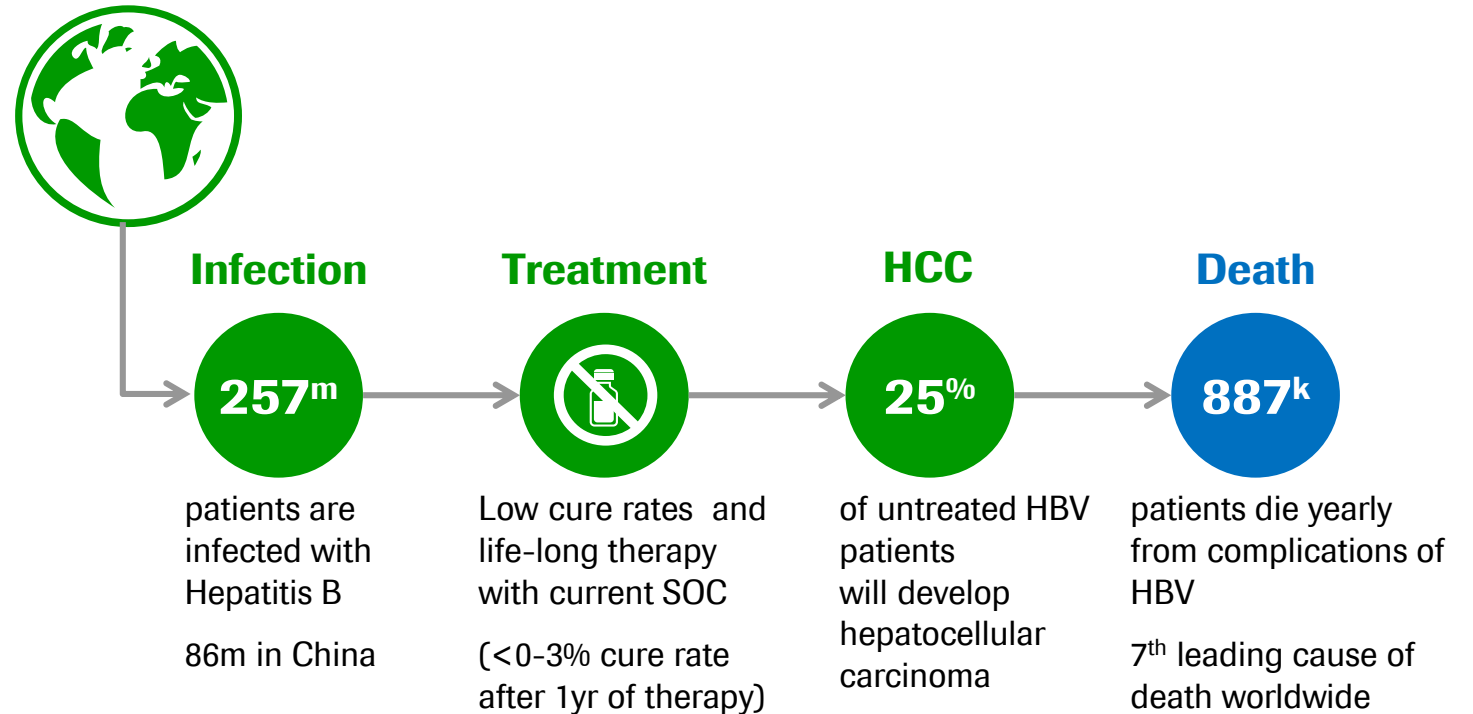 Infection
257m
patients are
infected with
Hepatitis B
86m in China
Treatment
Low cure rates and
life-long therapy
with current SOC
(<0-3% cure rate
after 1yr of therapy)
HCC
25%
of untreated HBV
patients
will develop
hepatocellular
carcinoma
Death
887k
patients die yearly
from complications of
HBV
7th leading cause of
death worldwide